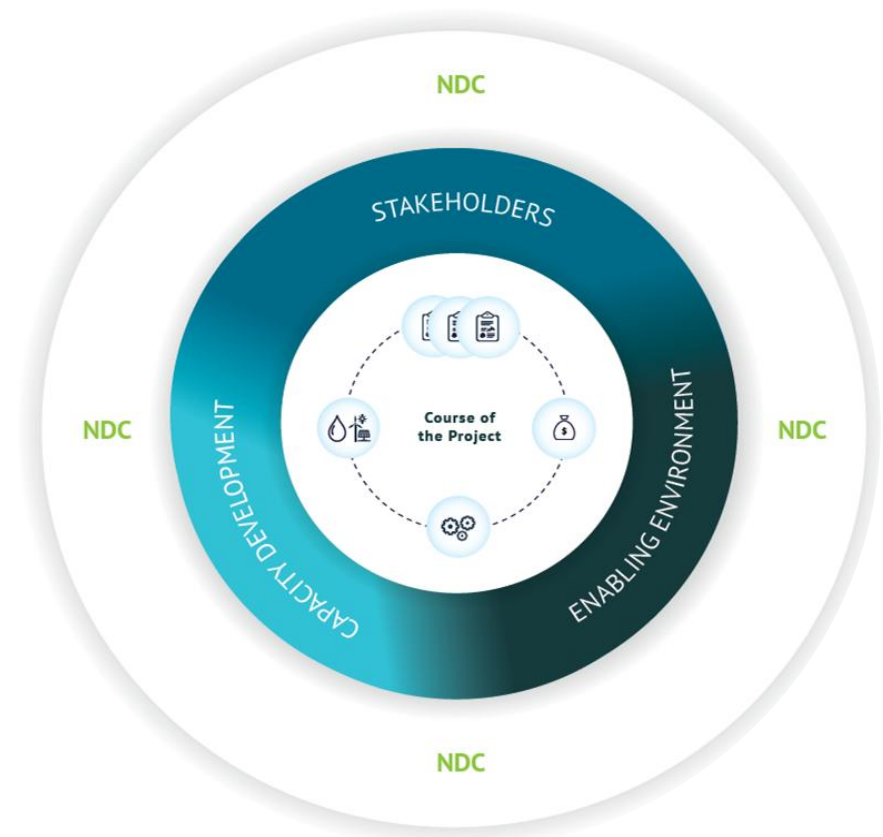 NDC
STAKEHOLDERS
Course of
the Project
$
NDC
NDC
CAPACITY DEVELOPMENT
ENABLING ENVIRONMENT
NDC